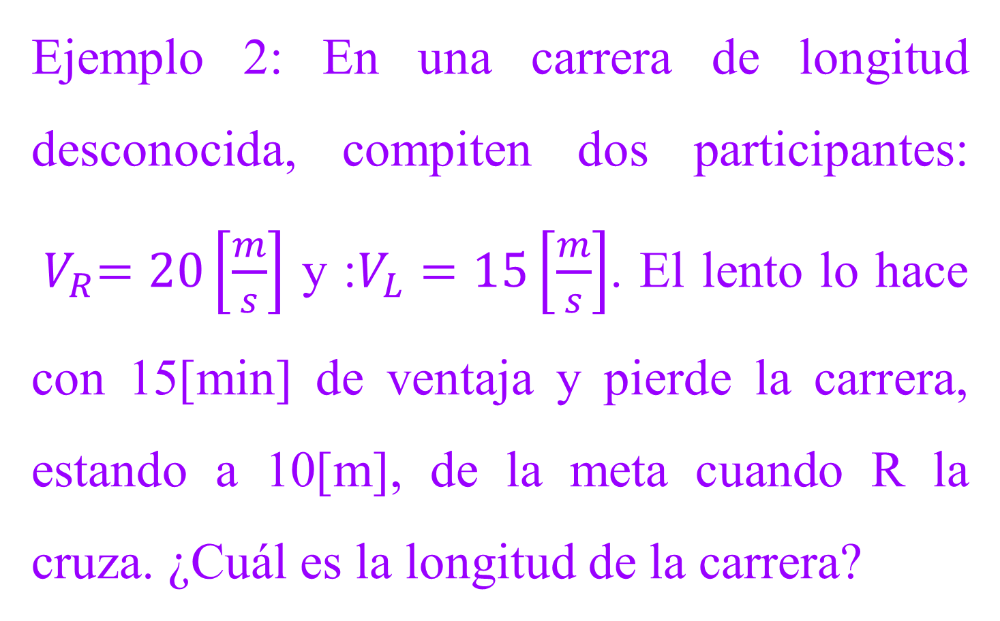 Ejemplo 2: En una carrera de longitud
desconocida, compiten dos participantes:
$V_R = 20 \left[\frac{m}{s}\right]$ y :$V_L = 15 \left[\frac{m}{s}\right]$. El lento lo hace
con 15[min] de ventaja y pierde la carrera,
estando a 10[m], de la meta cuando R la
cruza. ¿Cuál es la longitud de la carrera?